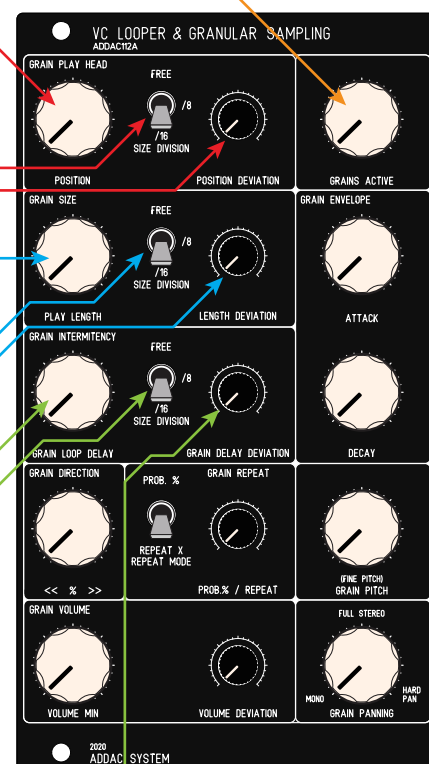 VC LOOPER & GRANULAR SAMPLING
ADDAC112A
GRAIN PLAY HEAD
FREE
/8
/16
SIZE DIVISION
POSITION
POSITION DEVIATION
GRAINS ACTIVE
GRAIN SIZE
FREE
/8
/16
SIZE DIVISION
PLAY LENGTH
LENGTH DEVIATION
GRAIN ENVELOPE
ATTACK
GRAIN INTERMITENCY
FREE
/8
/16
SIZE DIVISION
GRAIN LOOP DELAY
GRAIN DELAY DEVIATION
DECAY
GRAIN DIRECTION
<< % >>
PROB. %
GRAIN REPEAT
REPEAT X
REPEAT MODE
PROB.% / REPEAT
(FINE PITCH)
GRAIN PITCH
GRAIN VOLUME
VOLUME MIN
VOLUME DEVIATION
FULL STEREO
MONO
HARD
PAN
GRAIN PANNING
2020
ADDAC SYSTEM